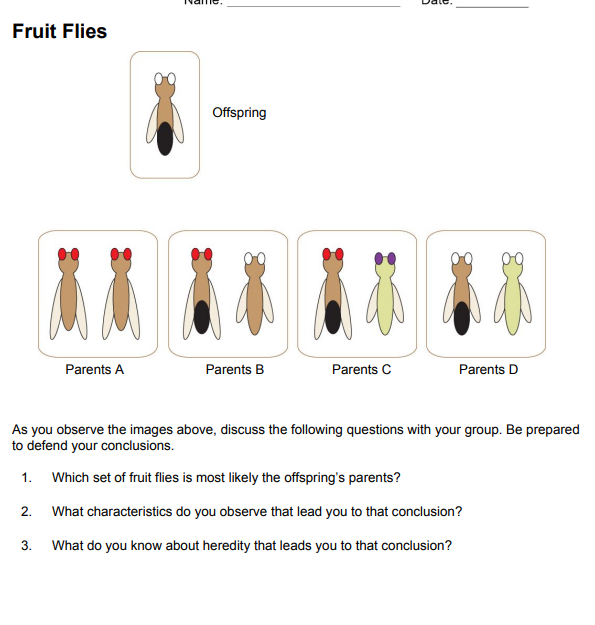 Name: Date:
Fruit Flies
Offspring
Parents A Parents B Parents C Parents D
As you observe the images above, discuss the following questions with your group. Be prepared
to defend your conclusions.
1. Which set of fruit flies is most likely the offspring's parents?
2. What characteristics do you observe that lead you to that conclusion?
3. What do you know about heredity that leads you to that conclusion?